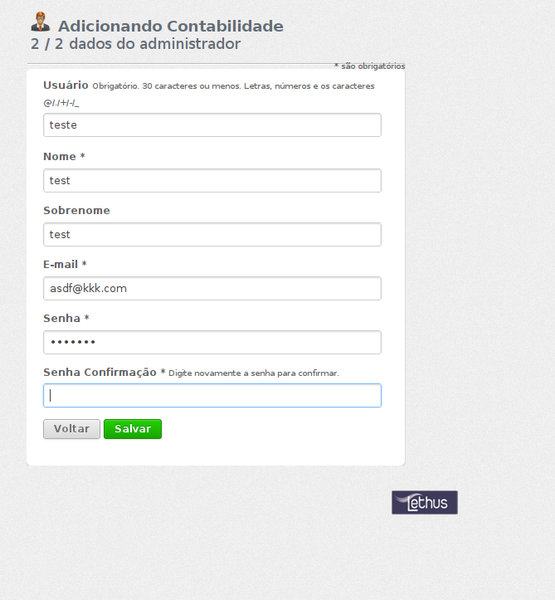 Adicionando Contabilidade
2 / 2 dados do administrador
* são obrigatórios
Usuário Obrigatório. 30 caracteres ou menos. Letras, números e os caracteres
@/./+/-/_
teste
Nome *
test
Sobrenome
test
E-mail *
asdf@kkk.com
Senha *
•••••••
Senha Confirmação * Digite novamente a senha para confirmar.
Voltar Salvar
Lethus